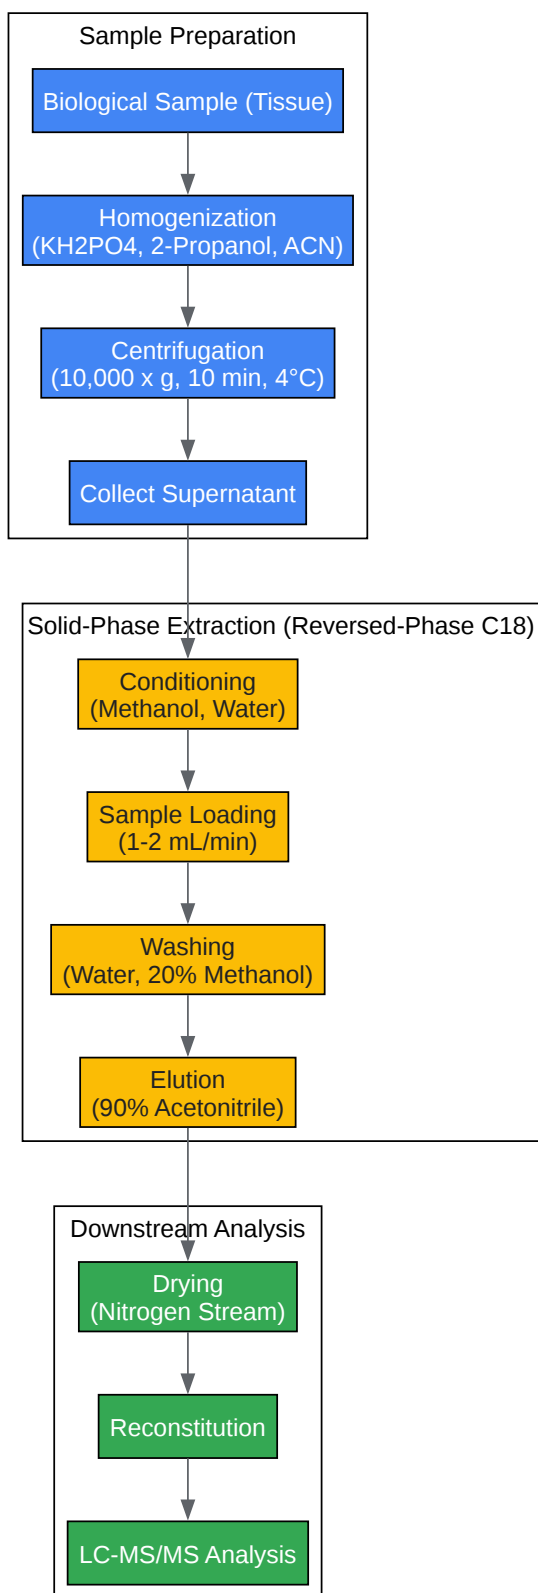 Sample Preparation
Biological Sample (Tissue)
Homogenization
(KH2PO4, 2-Propanol, ACN)
Centrifugation
(10,000 x g, 10 min, 4°C)
Collect Supernatant
Solid-Phase Extraction (Reversed-Phase C18)
Conditioning
(Methanol, Water)
Sample Loading
(1-2 mL/min)
Washing
(Water, 20% Methanol)
Elution
(90% Acetonitrile)
Downstream Analysis
Drying
(Nitrogen Stream)
Reconstitution
LC-MS/MS Analysis